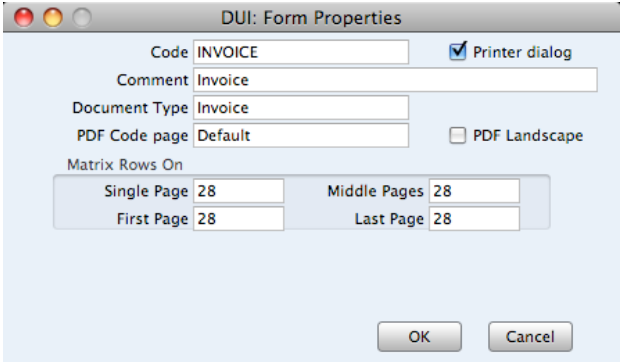 DUI: Form Properties
Code INVOICE Printer dialog
Comment Invoice
Document Type Invoice
PDF Code page Default PDF Landscape
Matrix Rows On
Single Page 28 Middle Pages 28
First Page 28 Last Page 28
OK Cancel